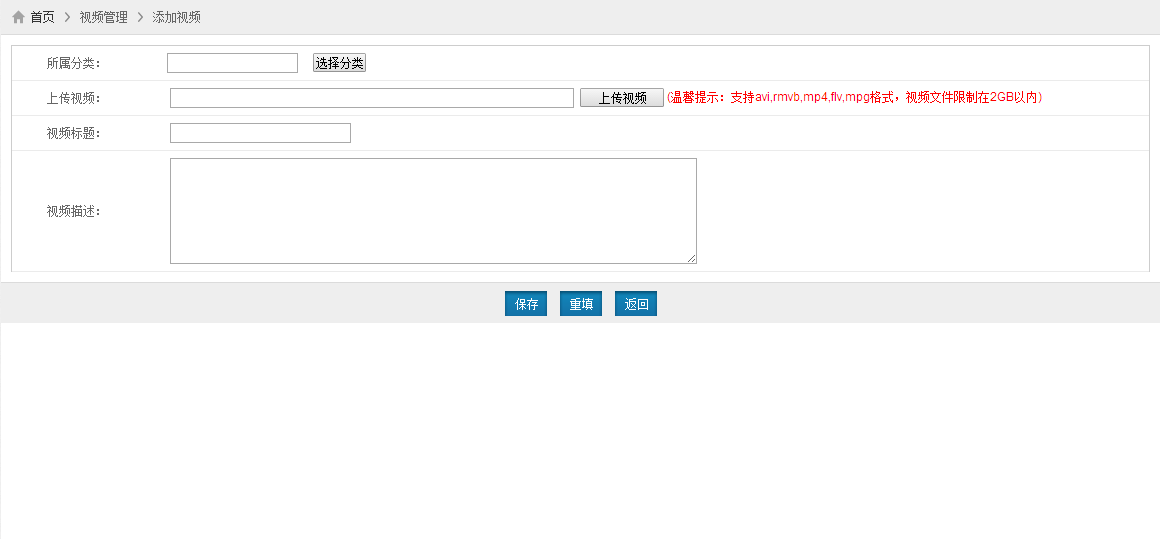 首页 > 视频管理 > 添加视频
所属分类： 选择分类
上传视频： 上传视频 (温馨提示：支持avi,rmvb,mp4,flv,mpg格式，视频文件限制在2GB以内)
视频标题：
视频描述：
保存 重填 返回